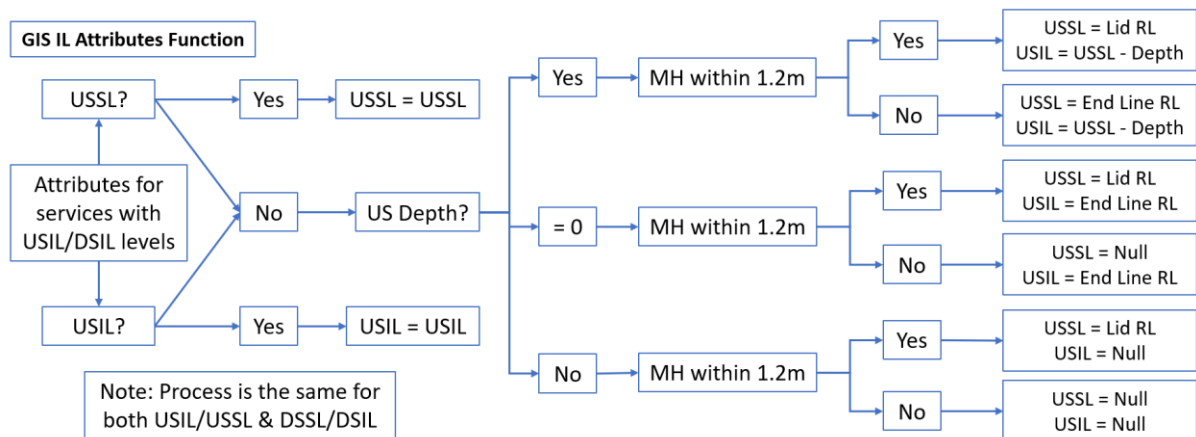 GIS IL Attributes Function
USSL?
Yes
USSL = USSL
Attributes for
services with
USIL/DSIL levels
No
US Depth?
USIL?
Yes
USIL = USIL
Note: Process is the same for
both USIL/USSL & DSSL/DSIL
Yes
MH within 1.2m
Yes
USSL = Lid RL
USIL = USSL - Depth
No
USSL = End Line RL
USIL = USSL - Depth
= 0
MH within 1.2m
Yes
USSL = Lid RL
USIL = End Line RL
No
USSL = Null
USIL = End Line RL
No
MH within 1.2m
Yes
USSL = Lid RL
USIL = Null
No
USSL = Null
USIL = Null